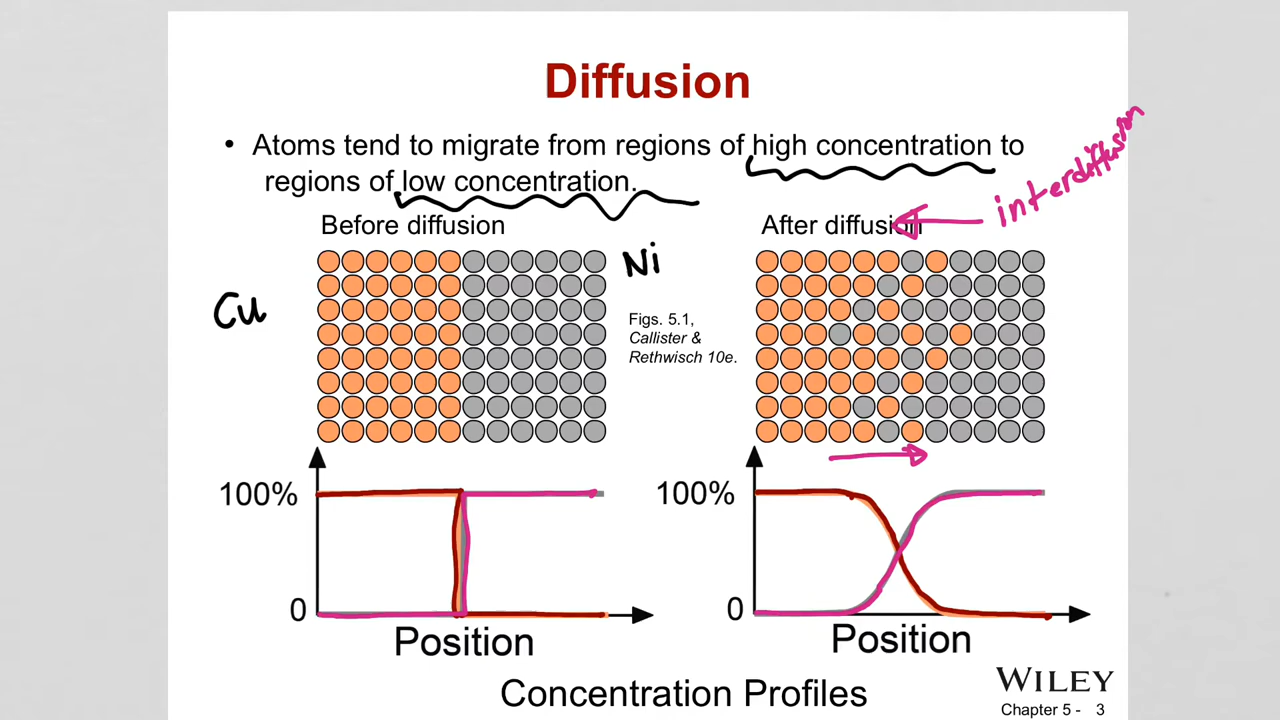 Diffusion
• Atoms tend to migrate from regions of high concentration to
regions of low concentration.
interdiffusion
Before diffusion
After diffusion
Cu
Ni
Figs. 5.1,
Callister &
Rethwisch 10e.
100%
0
Position
100%
0
Position
Concentration Profiles
WILEY
Chapter 5 - 3